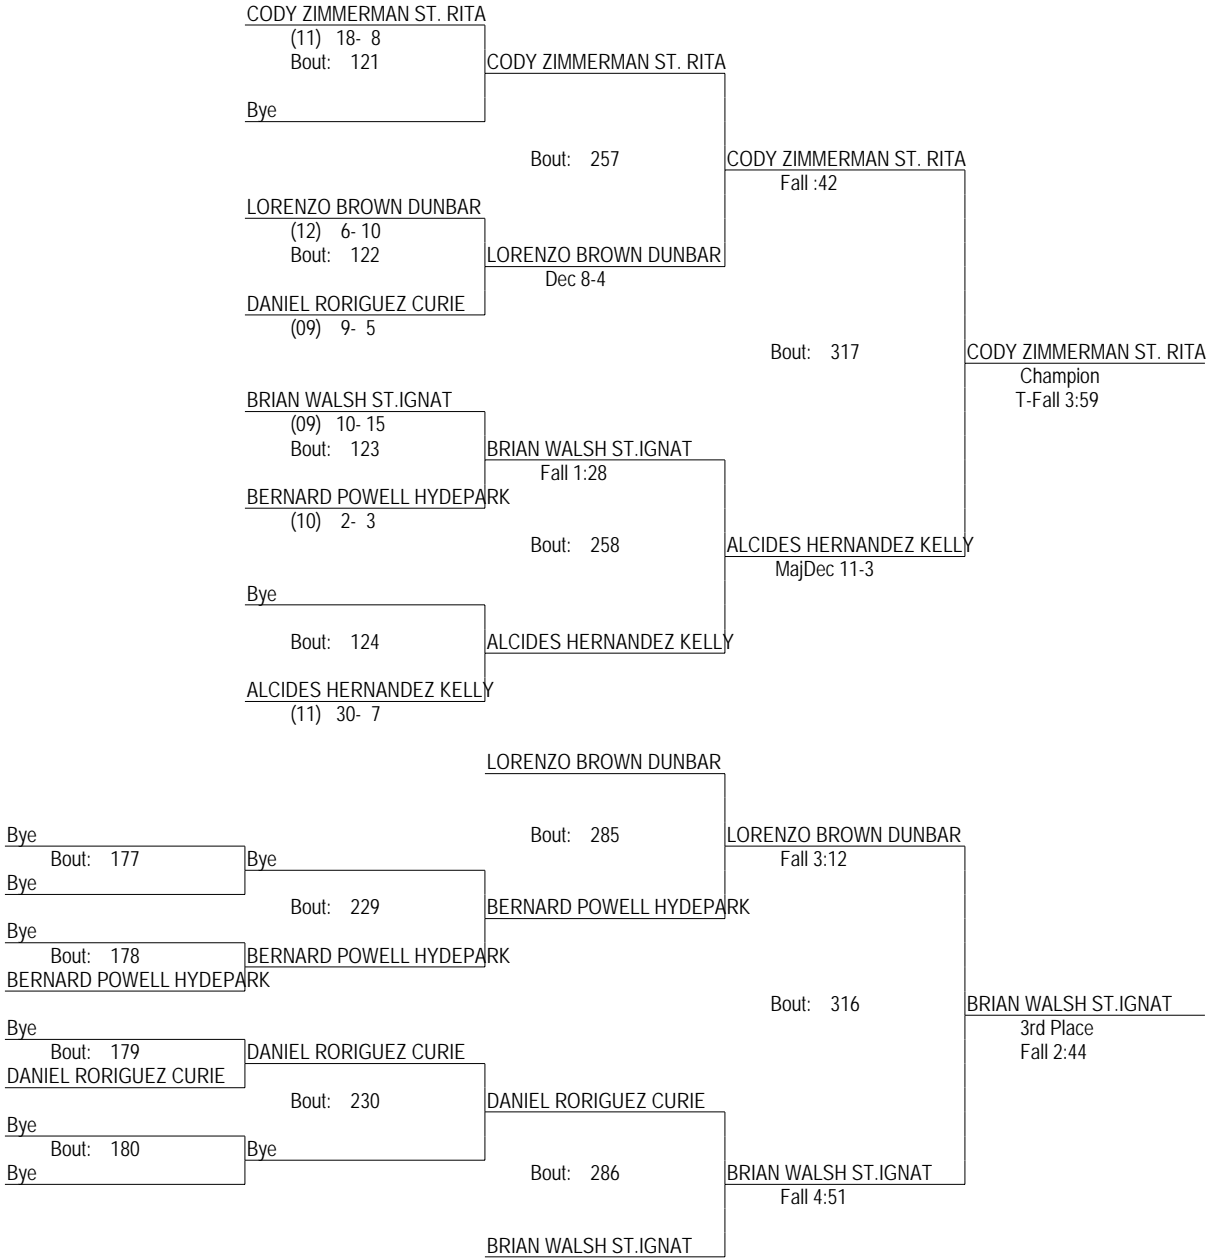 CODY ZIMMERMAN ST. RITA
(11) 18- 8
Bout: 121
CODY ZIMMERMAN ST. RITA
Bye
Bout: 257
CODY ZIMMERMAN ST. RITA
Fall :42
LORENZO BROWN DUNBAR
(12) 6- 10
Bout: 122
LORENZO BROWN DUNBAR
Dec 8-4
DANIEL RORIGUEZ CURIE
(09) 9- 5
Bout: 317
CODY ZIMMERMAN ST. RITA
Champion
T-Fall 3:59
BRIAN WALSH ST.IGNAT
(09) 10- 15
Bout: 123
BRIAN WALSH ST.IGNAT
Fall 1:28
BERNARD POWELL HYDEPARK
(10) 2- 3
Bout: 258
ALCIDES HERNANDEZ KELLY
MajDec 11-3
Bye
Bout: 124
ALCIDES HERNANDEZ KELLY
ALCIDES HERNANDEZ KELLY
(11) 30- 7
LORENZO BROWN DUNBAR
Bout: 285
LORENZO BROWN DUNBAR
Fall 3:12
Bye
Bout: 177
Bye
Bye
Bout: 229
BERNARD POWELL HYDEPARK
Bye
Bout: 178
BERNARD POWELL HYDEPARK
BERNARD POWELL HYDEPARK
Bout: 316
BRIAN WALSH ST.IGNAT
3rd Place
Fall 2:44
Bye
Bout: 179
DANIEL RORIGUEZ CURIE
DANIEL RORIGUEZ CURIE
Bout: 230
DANIEL RORIGUEZ CURIE
Bye
Bout: 180
Bye
Bye
Bout: 286
BRIAN WALSH ST.IGNAT
Fall 4:51
BRIAN WALSH ST.IGNAT